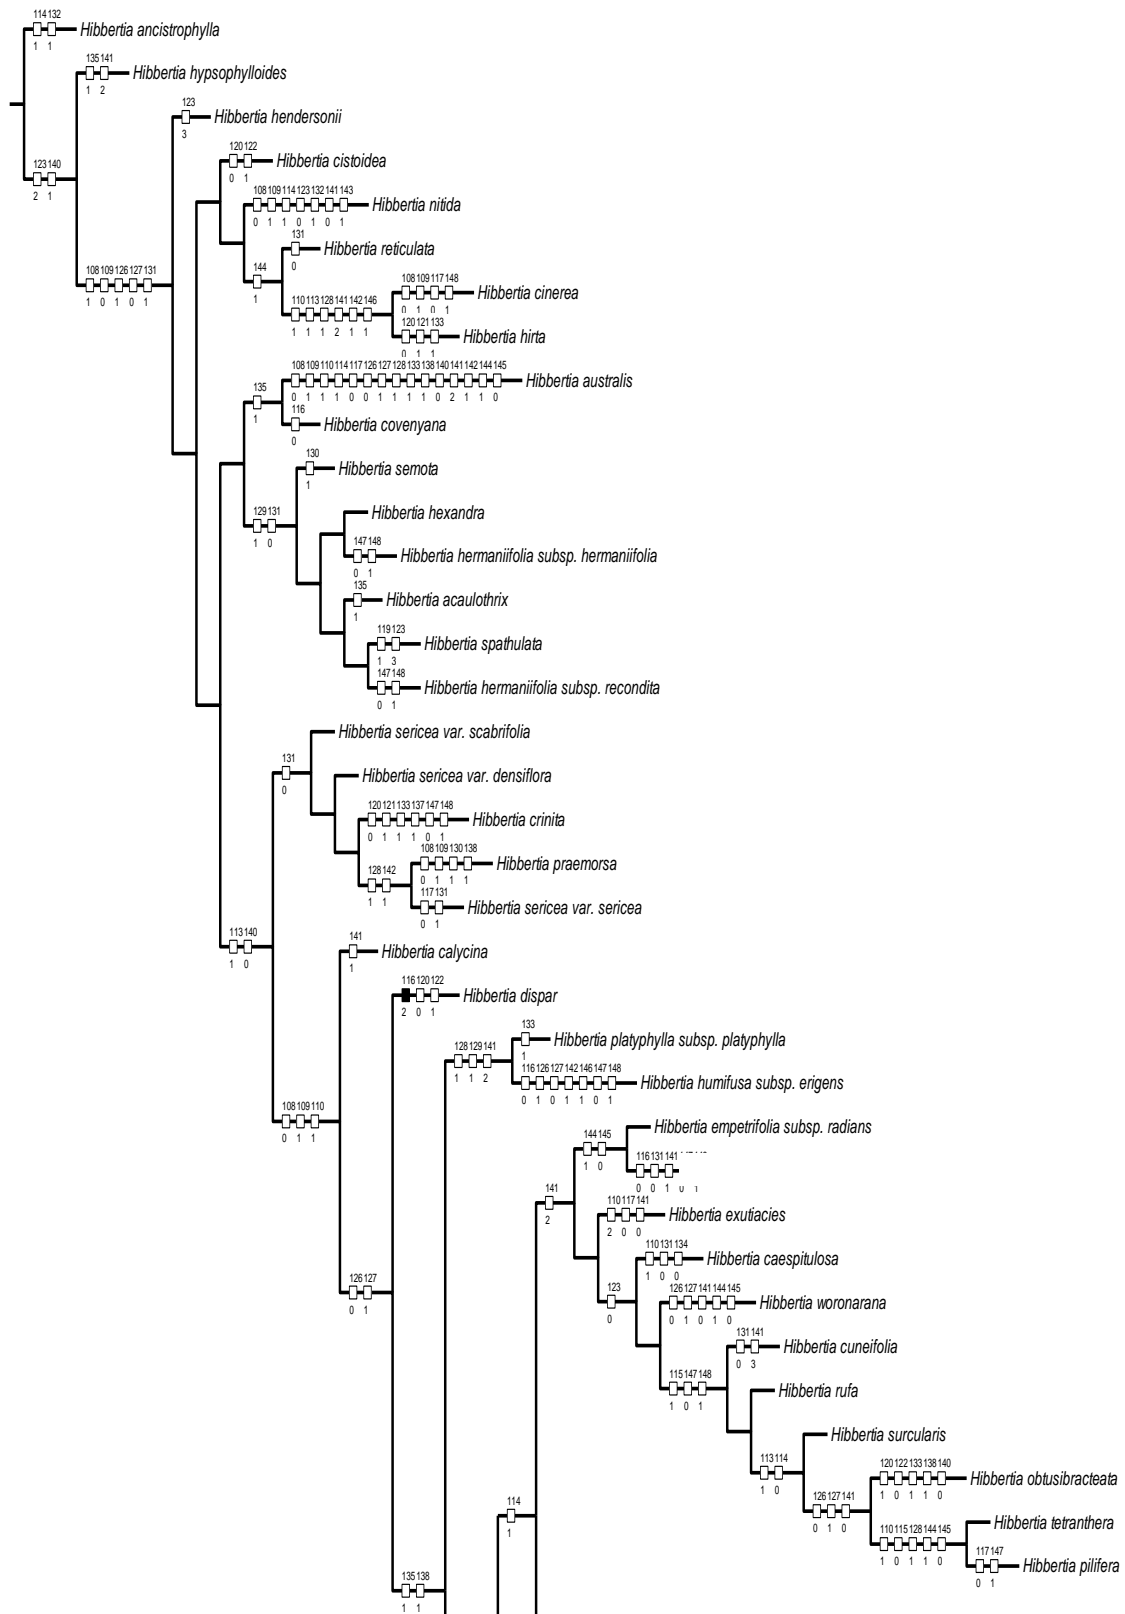 114 132
Hibbertia ancistrophylla
1 1
135 141
Hibbertia hypsophylloides
1 2
123
Hibbertia hendersonii
3
120 122
Hibbertia cistoidea
0 1
123 140
2 1
108 109 114 123 132 141 143
Hibbertia nitida
0 1 1 0 1 0 1
131
Hibbertia reticulata
0
144
1
108 109 126 127 131
1 0 1 0 1
108 109 117 148
Hibbertia cinerea
0 1 0 1
110 113 128 141 142 146
1 1 1 2 1 1
120 121 133
Hibbertia hirta
0 1 1
108 109 110 114 117 126 127 128 133 138 140 141 142 144 145
Hibbertia australis
0 1 1 1 0 0 1 1 1 1 0 2 1 1 0
135
1
116
Hibbertia covenyana
0
130
Hibbertia semota
1
129 131
1 0
Hibbertia hexandra
147 148
Hibbertia hermaniifolia subsp. hermaniifolia
0 1
135
Hibbertia acaulothrix
1
119 123
Hibbertia spathulata
1 3
147 148
Hibbertia hermaniifolia subsp. recondita
0 1
Hibbertia sericea var. scabrifolia
131
0
Hibbertia sericea var. densiflora
120 121 133 137 147 148
Hibbertia crinita
0 1 1 1 0 1
108 109 130 138
Hibbertia praemorsa
0 1 1 1
128 142
1 1
117 131
Hibbertia sericea var. sericea
0 1
113 140
1 0
141
Hibbertia calycina
1
116 120 122
Hibbertia dispar
2 0 1
133
Hibbertia platyphylla subsp. platyphylla
1
128 129 141
1 1 2
116 126 127 142 146 147 148
Hibbertia humifusa subsp. erigens
0 1 0 1 1 0 1
108 109 110
0 1 1
Hibbertia empetrifolia subsp. radians
144 145
1 0
116 131 141
0 0 1 0 1
141
2
110 117 141
Hibbertia exutiacies
2 0 0
110 131 134
Hibbertia caespitulosa
1 0 0
126 127
0 1
123
0
126 127 141 144 145
Hibbertia woronarana
0 1 0 1 0
131 141
Hibbertia cuneifolia
0 3
115 147 148
1 0 1
Hibbertia rufa
Hibbertia surcularis
113 114
1 0
120 122 133 138 140
Hibbertia obtusibracteata
1 0 1 1 0
126 127 141
0 1 0
114
1
Hibbertia tetranthera
110 115 128 144 145
1 0 1 1 0
117 147
Hibbertia pilifera
0 1
135 138
1 1